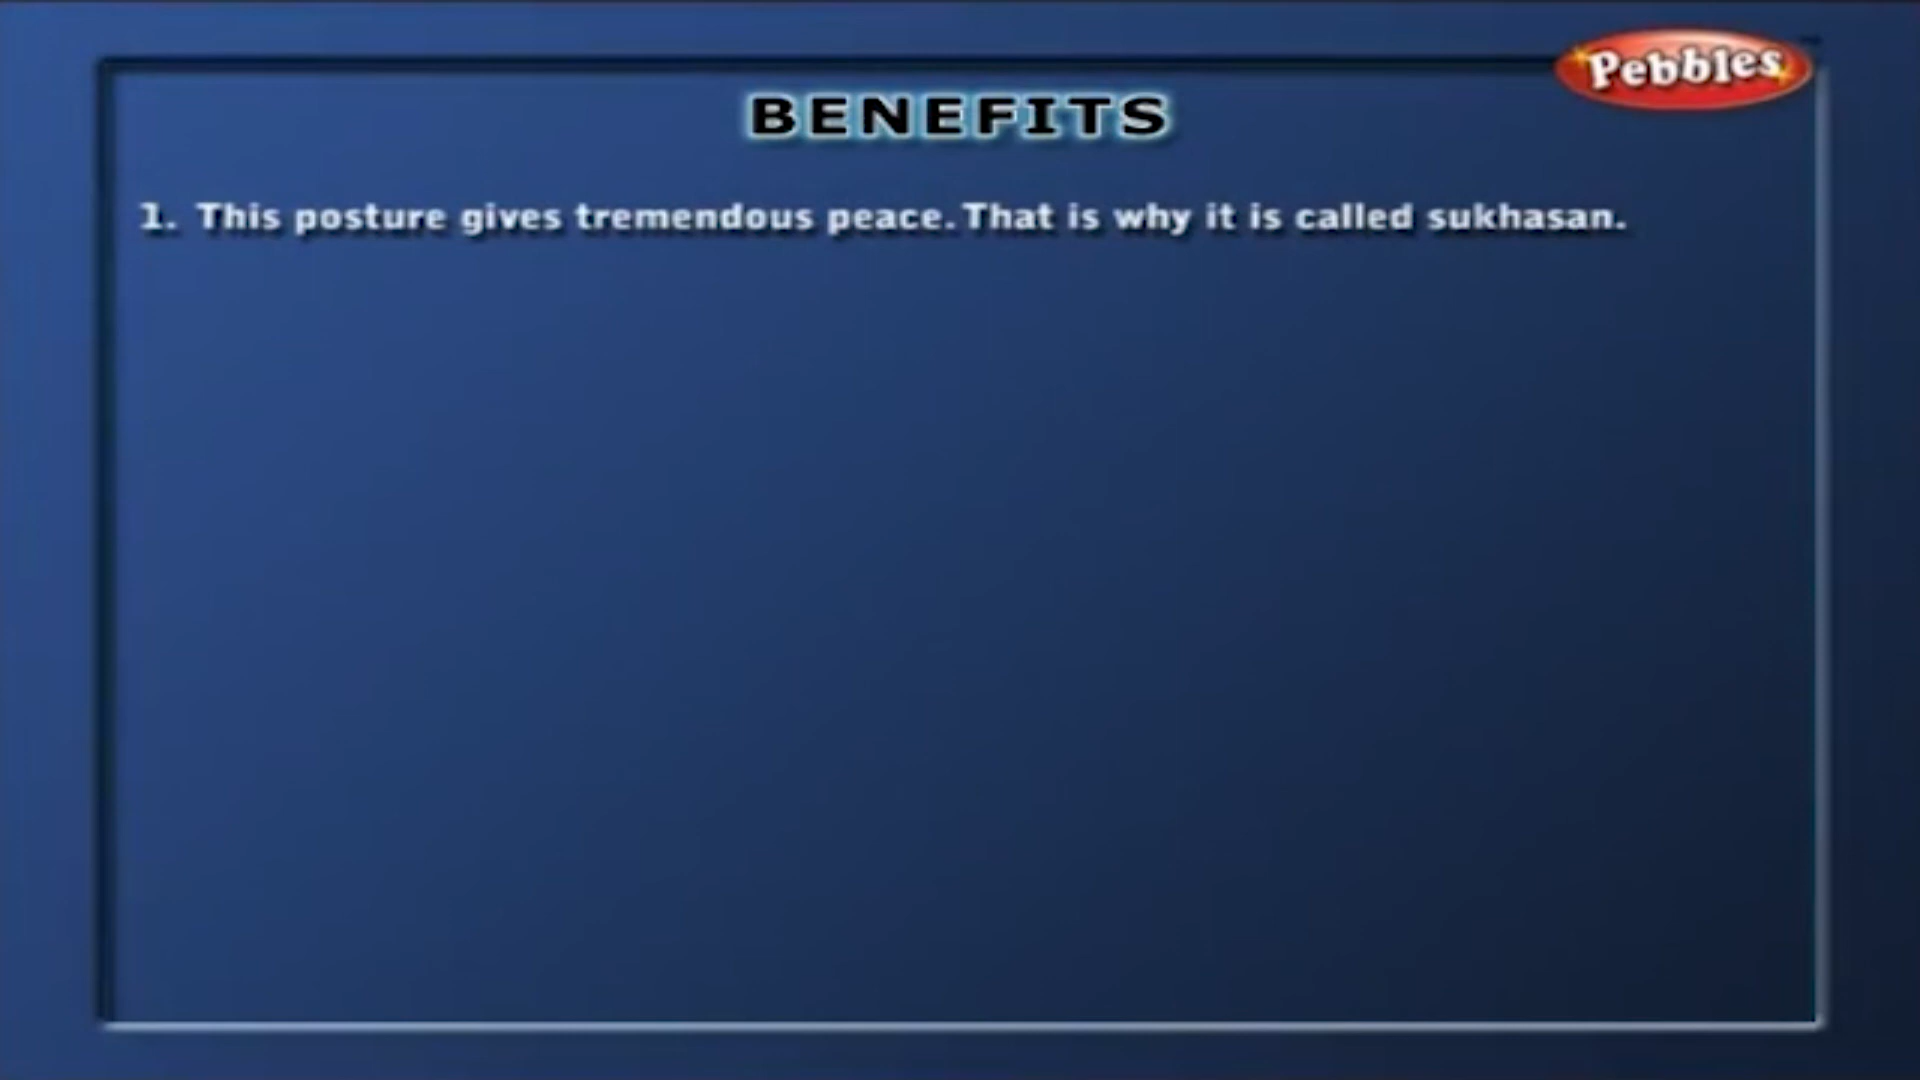 Pebbles
BENEFITS
1. This posture gives tremendous peace. That is why it is called sukhasan.